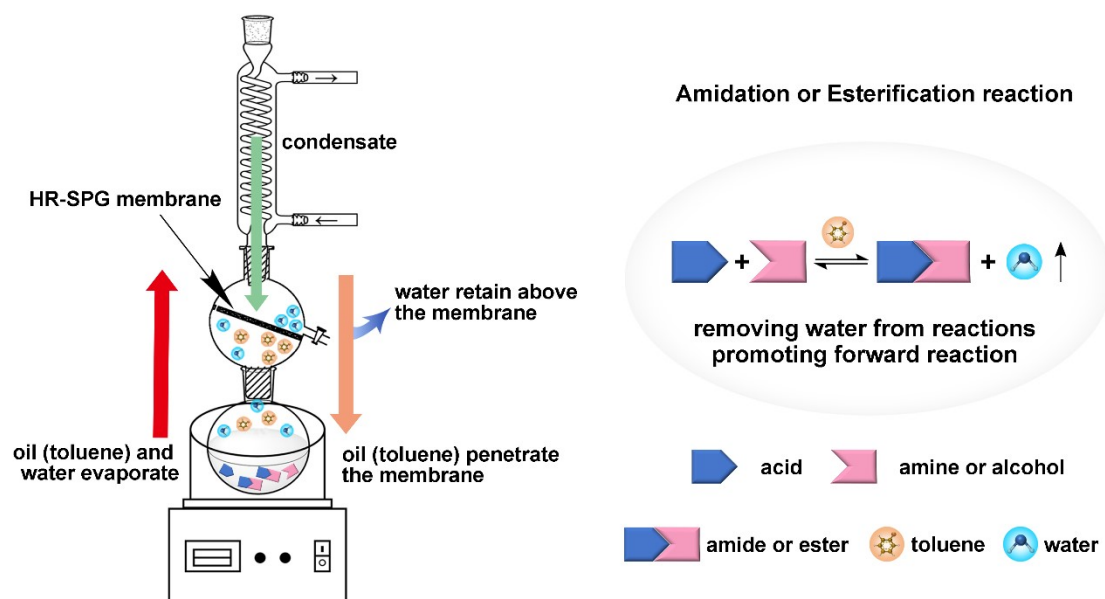 condensate
HR-SPG membrane
water retain above
the membrane
oil (toluene) and
water evaporate
oil (toluene) penetrate
the membrane
Amidation or Esterification reaction
+
+
removing water from reactions
promoting forward reaction
acid
amine or alcohol
amide or ester
toluene
water